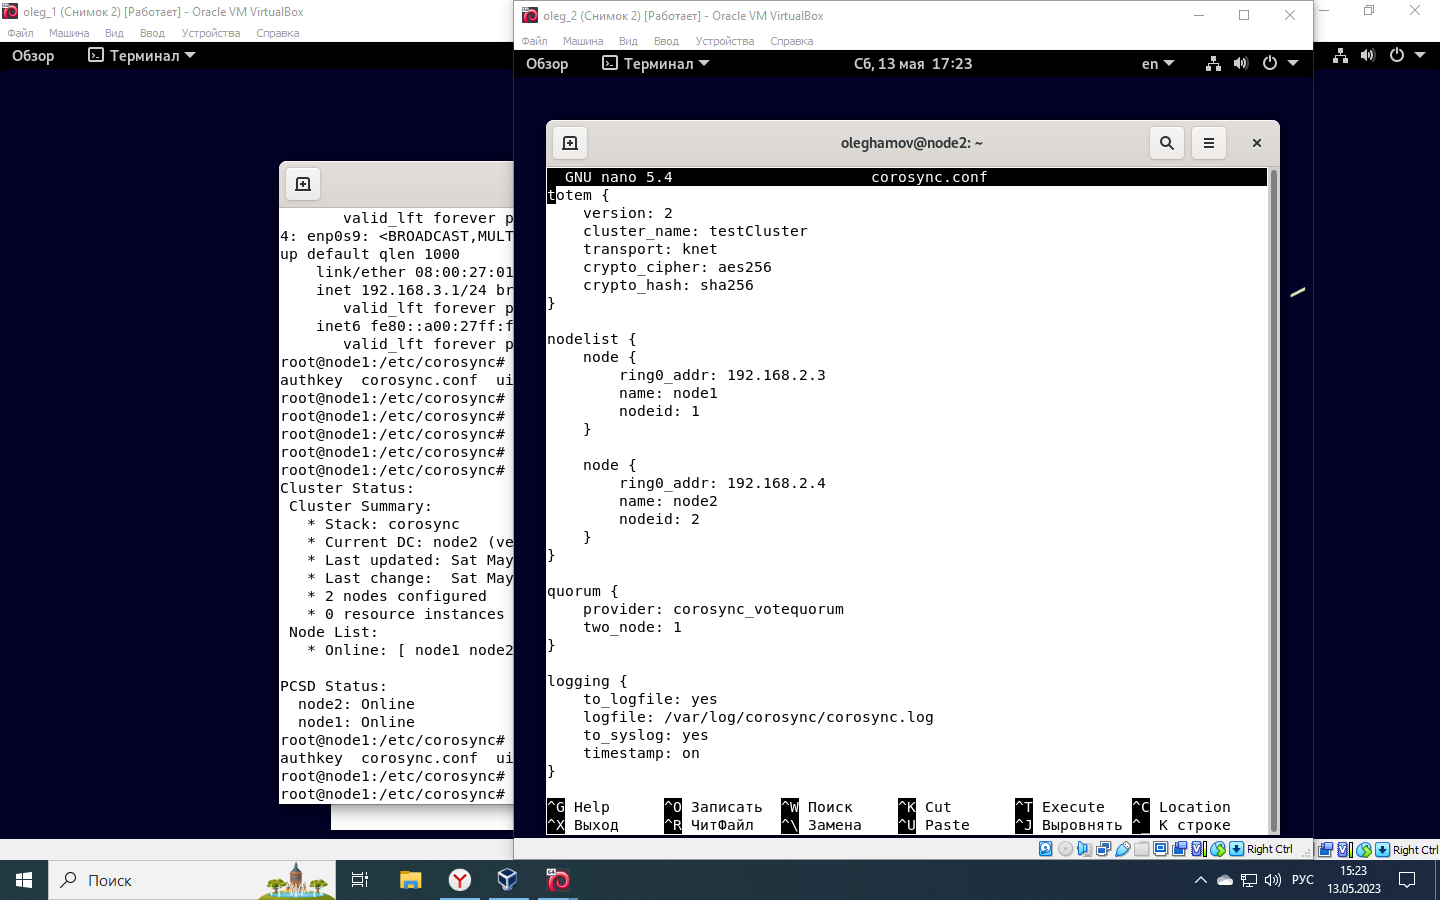 oleg_1 (Снимок 2) [Работает] - Oracle VM VirtualBox
Файл Машина Вид Ввод Устройства Справка
Обзор Терминал
valid_lft forever p
4: enp0s9: <BROADCAST,MULT
up default qlen 1000
link/ether 08:00:27:01
inet 192.168.3.1/24 br
valid_lft forever p
inet6 fe80::a00:27ff:f
valid_lft forever p
root@node1:/etc/corosync#
authkey corosync.conf ui
root@node1:/etc/corosync#
root@node1:/etc/corosync#
root@node1:/etc/corosync#
root@node1:/etc/corosync#
root@node1:/etc/corosync#
Cluster Status:
Cluster Summary:
* Stack: corosync
* Current DC: node2 (ve
* Last updated: Sat May
* Last change: Sat May
* 2 nodes configured
* 0 resource instances
Node List:
* Online: [ node1 node2
PCSD Status:
node2: Online
node1: Online
root@node1:/etc/corosync#
authkey corosync.conf ui
root@node1:/etc/corosync#
root@node1:/etc/corosync#
oleg_2 (Снимок 2) [Работает] - Oracle VM VirtualBox
Файл Машина Вид Ввод Устройства Справка
Обзор Терминал Сб, 13 мая 17:23 en
oleghamov@node2: ~
GNU nano 5.4 corosync.conf
totem {
version: 2
cluster_name: testCluster
transport: knet
crypto_cipher: aes256
crypto_hash: sha256
}
nodelist {
node {
ring0_addr: 192.168.2.3
name: node1
nodeid: 1
}
node {
ring0_addr: 192.168.2.4
name: node2
nodeid: 2
}
}
quorum {
provider: corosync_votequorum
two_node: 1
}
logging {
to_logfile: yes
logfile: /var/log/corosync/corosync.log
to_syslog: yes
timestamp: on
}
^G Help ^O Записать ^W Поиск ^K Cut ^T Execute ^C Location
^X Выход ^R ЧитФайл ^\ Замена ^U Paste ^J Выровнять ^_ К строке
Right Ctrl
Right Ctrl
Поиск
РУС
15:23
13.05.2023